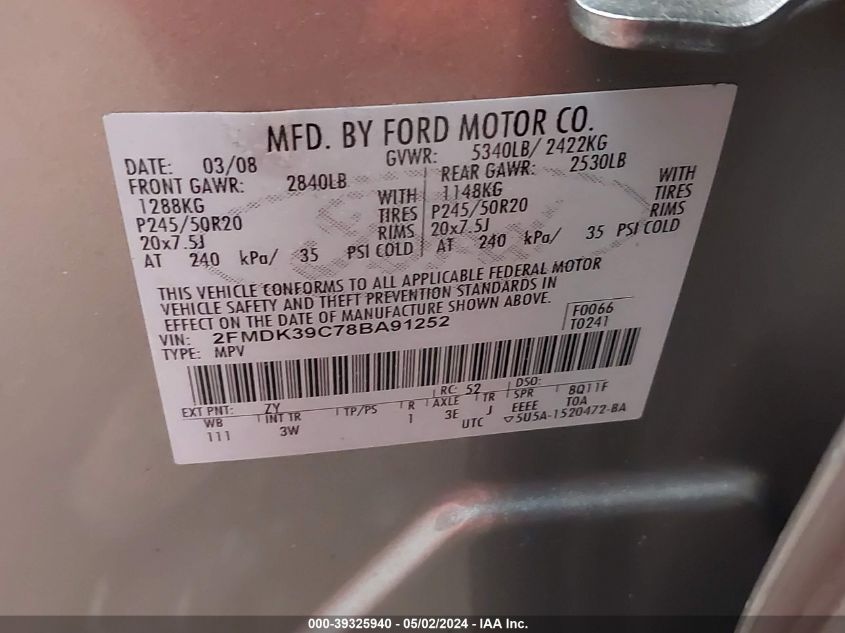 MFD. BY FORD MOTOR CO.
DATE: 03/08 GVWR: 5340LB/ 2422KG
FRONT GAWR: 2840LB REAR GAWR: 2530LB
1288KG WITH 1148KG WITH
P245/50R20 TIRES P245/50R20 TIRES
20x7.5J RIMS 20x7.5J RIMS
AT 240 kPa/ 35 PSI COLD AT 240 kPa/ 35 PSI COLD
THIS VEHICLE CONFORMS TO ALL APPLICABLE FEDERAL MOTOR
VEHICLE SAFETY AND THEFT PREVENTION STANDARDS IN
EFFECT ON THE DATE OF MANUFACTURE SHOWN ABOVE.
F0066
VIN: 2FMDK39C78BA91252 T0241
TYPE: MPV
EXT PNT: ZY RC: 52 DSO: 8Q11F
WB INT TR TP/PS R AXLE TR SPR T0A
111 3W 1 3E J EEEE
UTC ▽5U5A-1520472-BA
000-39325940 - 05/02/2024 - IAA Inc.